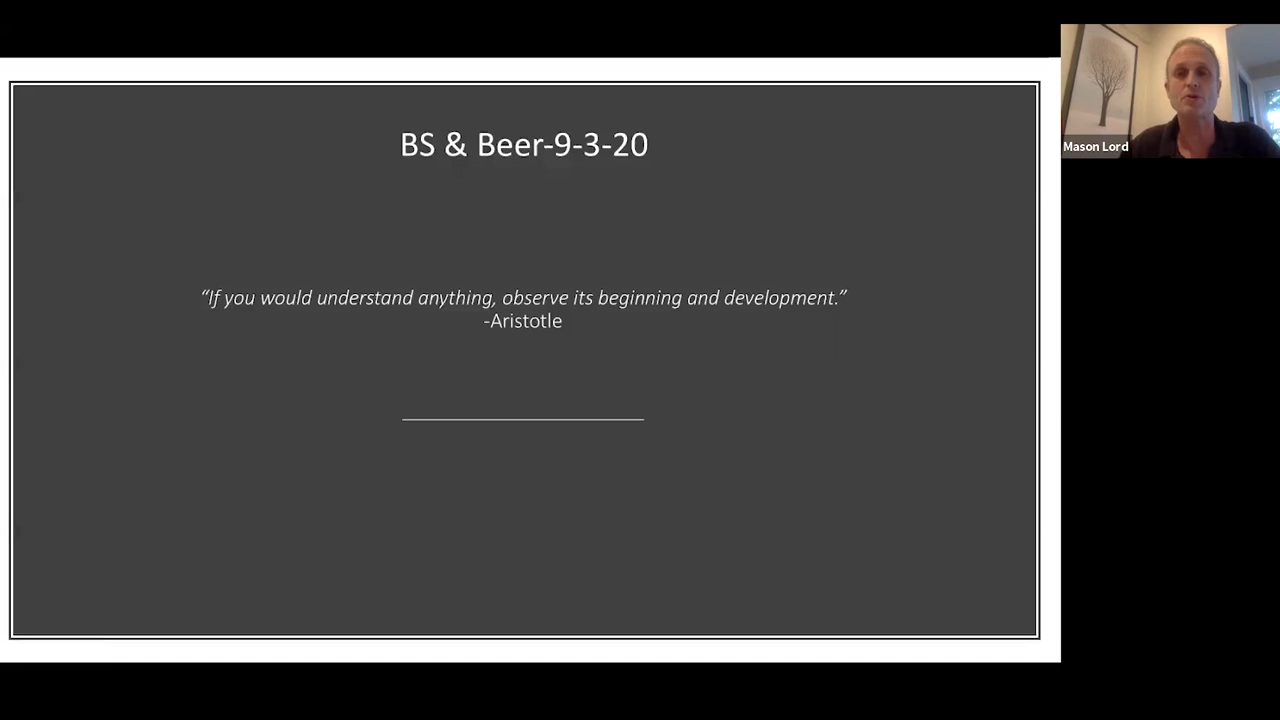 BS & Beer-9-3-20
“If you would understand anything, observe its beginning and development.”
-Aristotle
Mason Lord